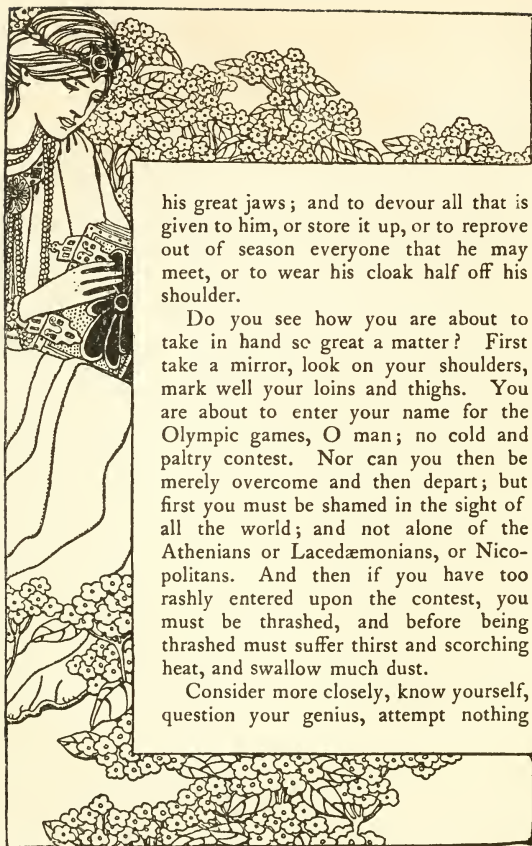 his great jaws; and to devour all that is
given to him, or store it up, or to reprove
out of season everyone that he may
meet, or to wear his cloak half off his
shoulder.
Do you see how you are about to
take in hand so great a matter? First
take a mirror, look on your shoulders,
mark well your loins and thighs. You
are about to enter your name for the
Olympic games, O man; no cold and
paltry contest. Nor can you then be
merely overcome and then depart; but
first you must be shamed in the sight of
all the world; and not alone of the
Athenians or Lacedæmonians, or Nico-
politans. And then if you have too
rashly entered upon the contest, you
must be thrashed, and before being
thrashed must suffer thirst and scorching
heat, and swallow much dust.
Consider more closely, know yourself,
question your genius, attempt nothing